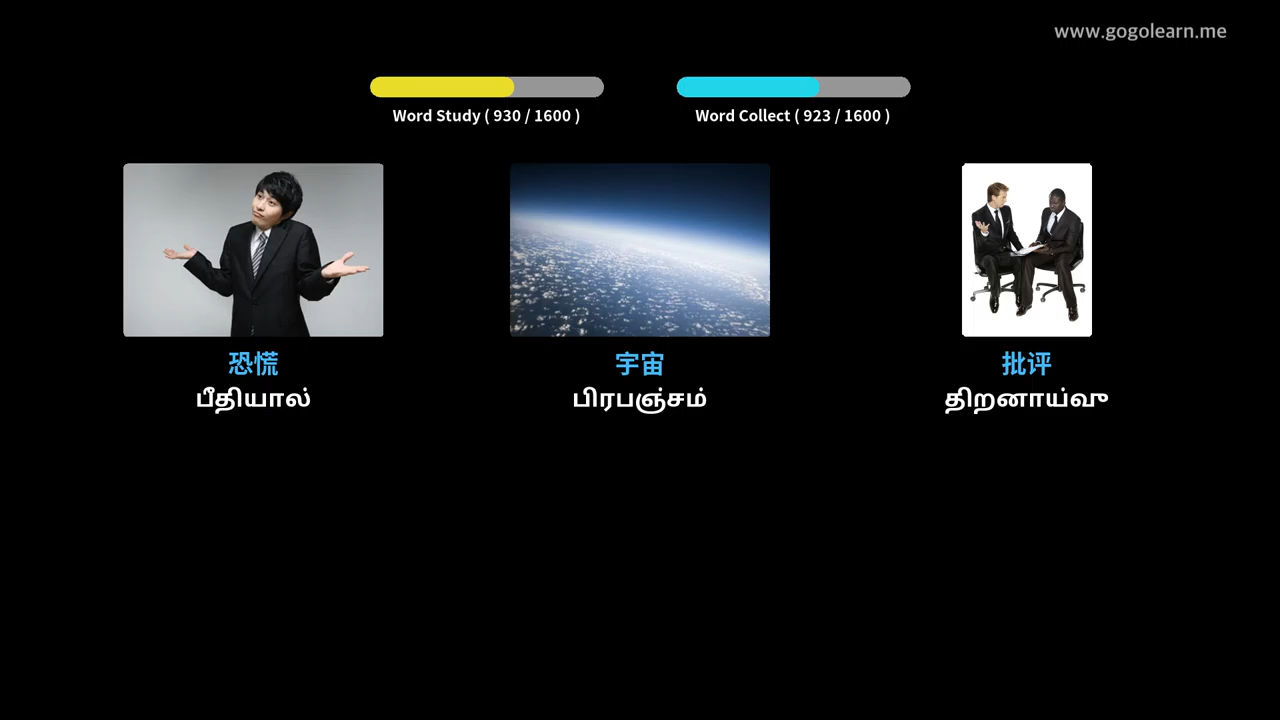 www.gogolearn.me
Word Study ( 930 / 1600 )
Word Collect ( 923 / 1600 )
恐慌
பீதியால்
宇宙
பிரபஞ்சம்
批评
திறனாய்வு